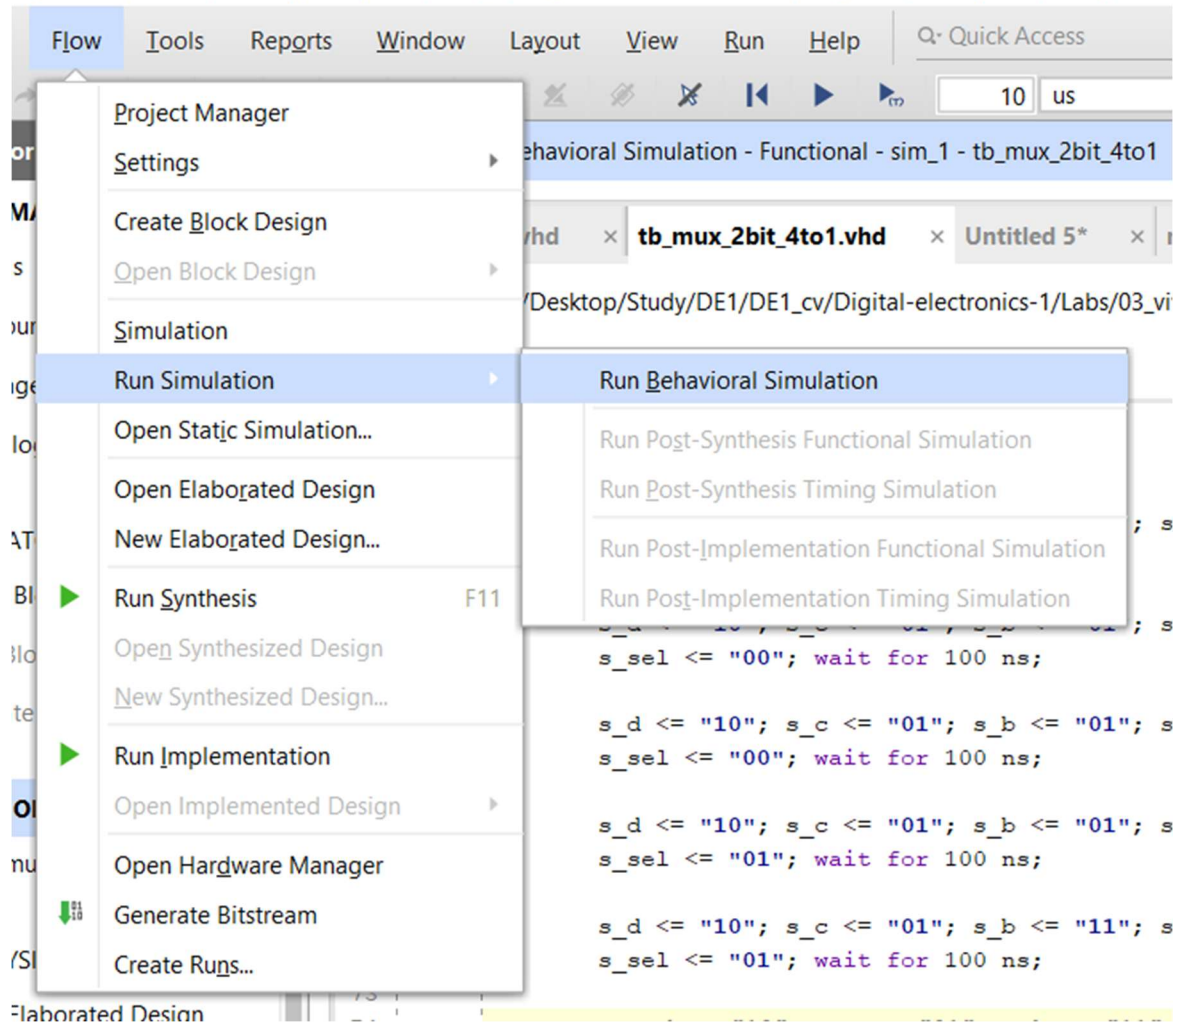 Flow Tools Reports Window Layout View Run Help Quick Access
10 us
ehavioral Simulation - Functional - sim_1 - tb_mux_2bit_4to1
vhd × tb_mux_2bit_4to1.vhd × Untitled 5* ×
/Desktop/Study/DE1/DE1_cv/Digital-electronics-1/Labs/03_vi
Project Manager
Settings
Create Block Design
Open Block Design
Simulation
Run Simulation
Open Static Simulation...
Open Elaborated Design
New Elaborated Design...
Run Synthesis F11
Open Synthesized Design
New Synthesized Design...
Run Implementation
Open Implemented Design
Open Hardware Manager
Generate Bitstream
Create Runs...
Elaborated Design
Run Behavioral Simulation
Run Post-Synthesis Functional Simulation
Run Post-Synthesis Timing Simulation
Run Post-Implementation Functional Simulation
Run Post-Implementation Timing Simulation
; s
s_sel <= "00"; wait for 100 ns;
s_d <= "10"; s_c <= "01"; s_b <= "01"; s
s_sel <= "00"; wait for 100 ns;
s_d <= "10"; s_c <= "01"; s_b <= "01"; s
s_sel <= "01"; wait for 100 ns;
s_d <= "10"; s_c <= "01"; s_b <= "11"; s
s_sel <= "01"; wait for 100 ns;